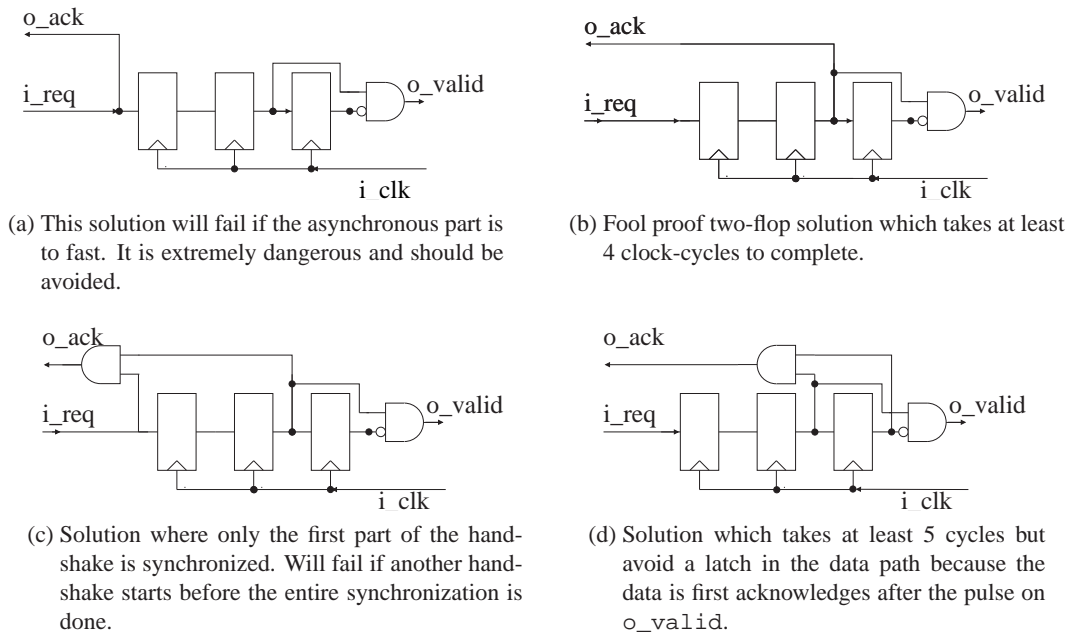 o_ack
i_req
o_valid
i_clk
(a) This solution will fail if the asynchronous part is
to fast. It is extremely dangerous and should be
avoided.
o_ack
i_req
o_valid
i_clk
(b) Fool proof two-flop solution which takes at least
4 clock-cycles to complete.
o_ack
i_req
o_valid
i_clk
(c) Solution where only the first part of the hand-
shake is synchronized. Will fail if another hand-
shake starts before the entire synchronization is
done.
o_ack
i_req
o_valid
i_clk
(d) Solution which takes at least 5 cycles but
avoid a latch in the data path because the
data is first acknowledges after the pulse on
o_valid.